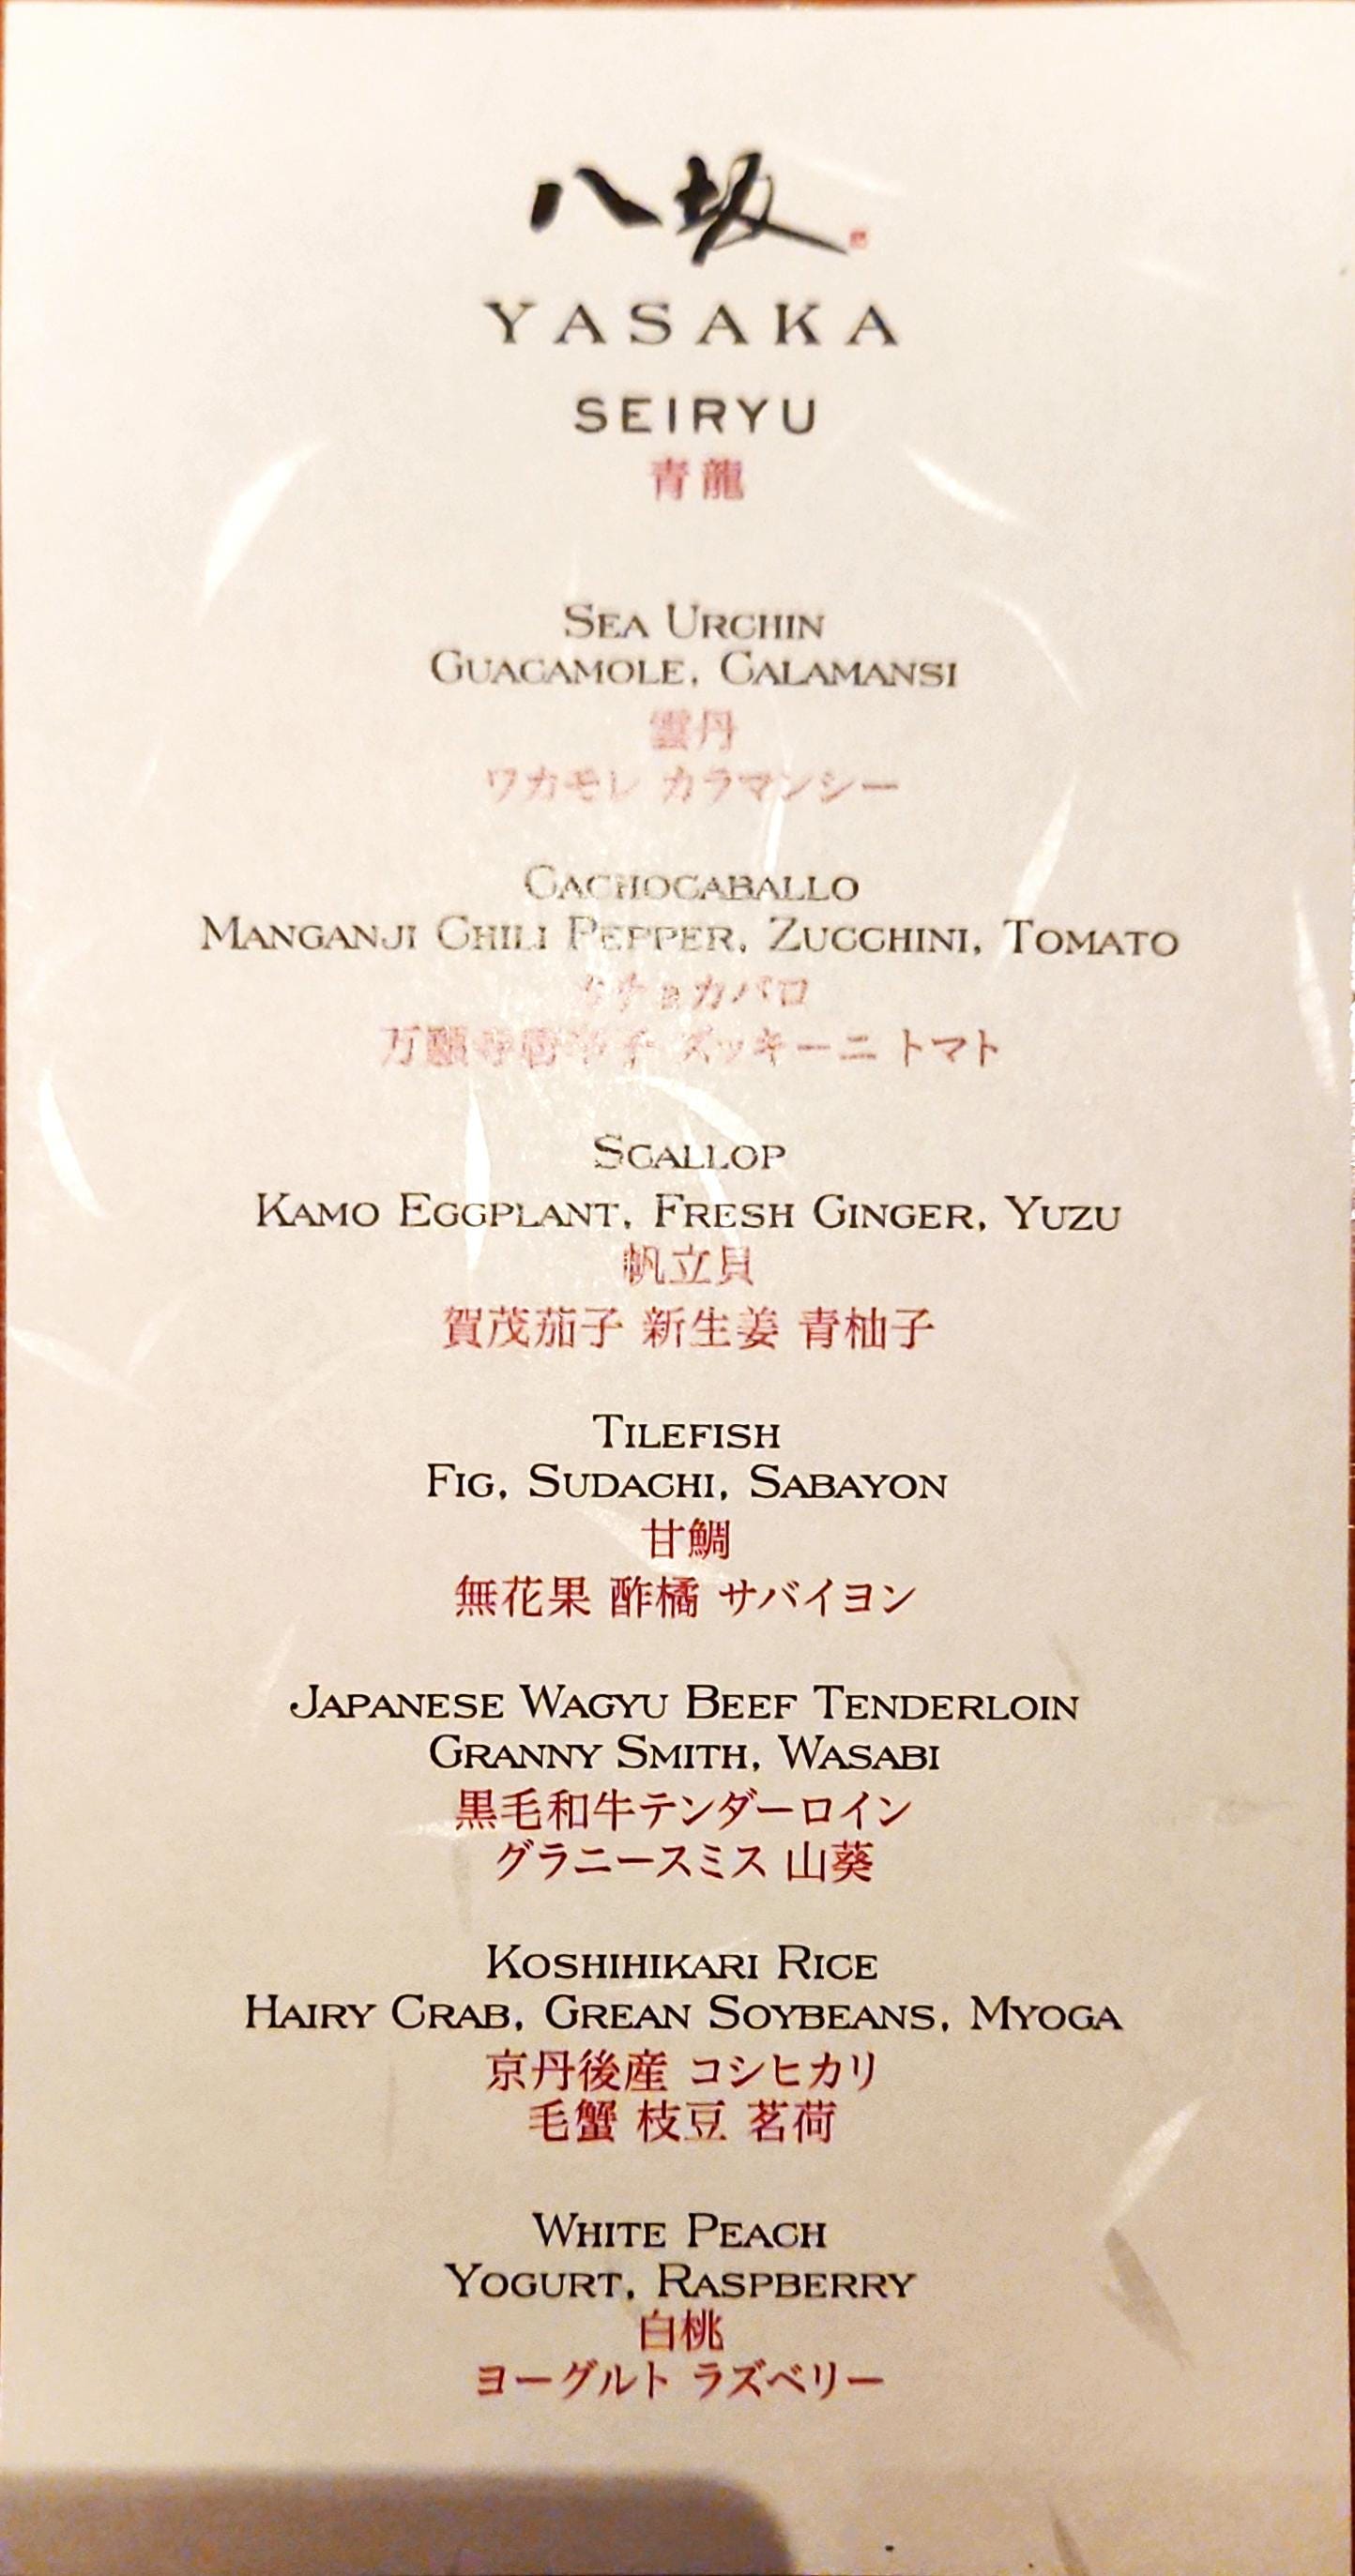 八坂
YASAKA
SEIRYU
青龍
SEA URCHIN
GUACAMOLE, CALAMANSI
雲丹
ワカモレ カラマンシー
CACHOCABALLO
MANGANJI CHILI PEPPER, ZUCCHINI, TOMATO
カチョカバロ
万願寺唐辛子 ズッキーニ トマト
SCALLOP
KAMO EGGPLANT, FRESH GINGER, YUZU
帆立貝
賀茂茄子 新生姜 青柚子
TILEFISH
FIG, SUDACHI, SABAYON
甘鯛
無花果 酢橘 サバイヨン
JAPANESE WAGYU BEEF TENDERLOIN
GRANNY SMITH, WASABI
黒毛和牛テンダーロイン
グラニースミス 山葵
KOSHIHIKARI RICE
HAIRY CRAB, GREAN SOYBEANS, MYOGA
京丹後産 コシヒカリ
毛蟹 枝豆 茗荷
WHITE PEACH
YOGURT, RASPBERRY
白桃
ヨーグルト ラズベリー